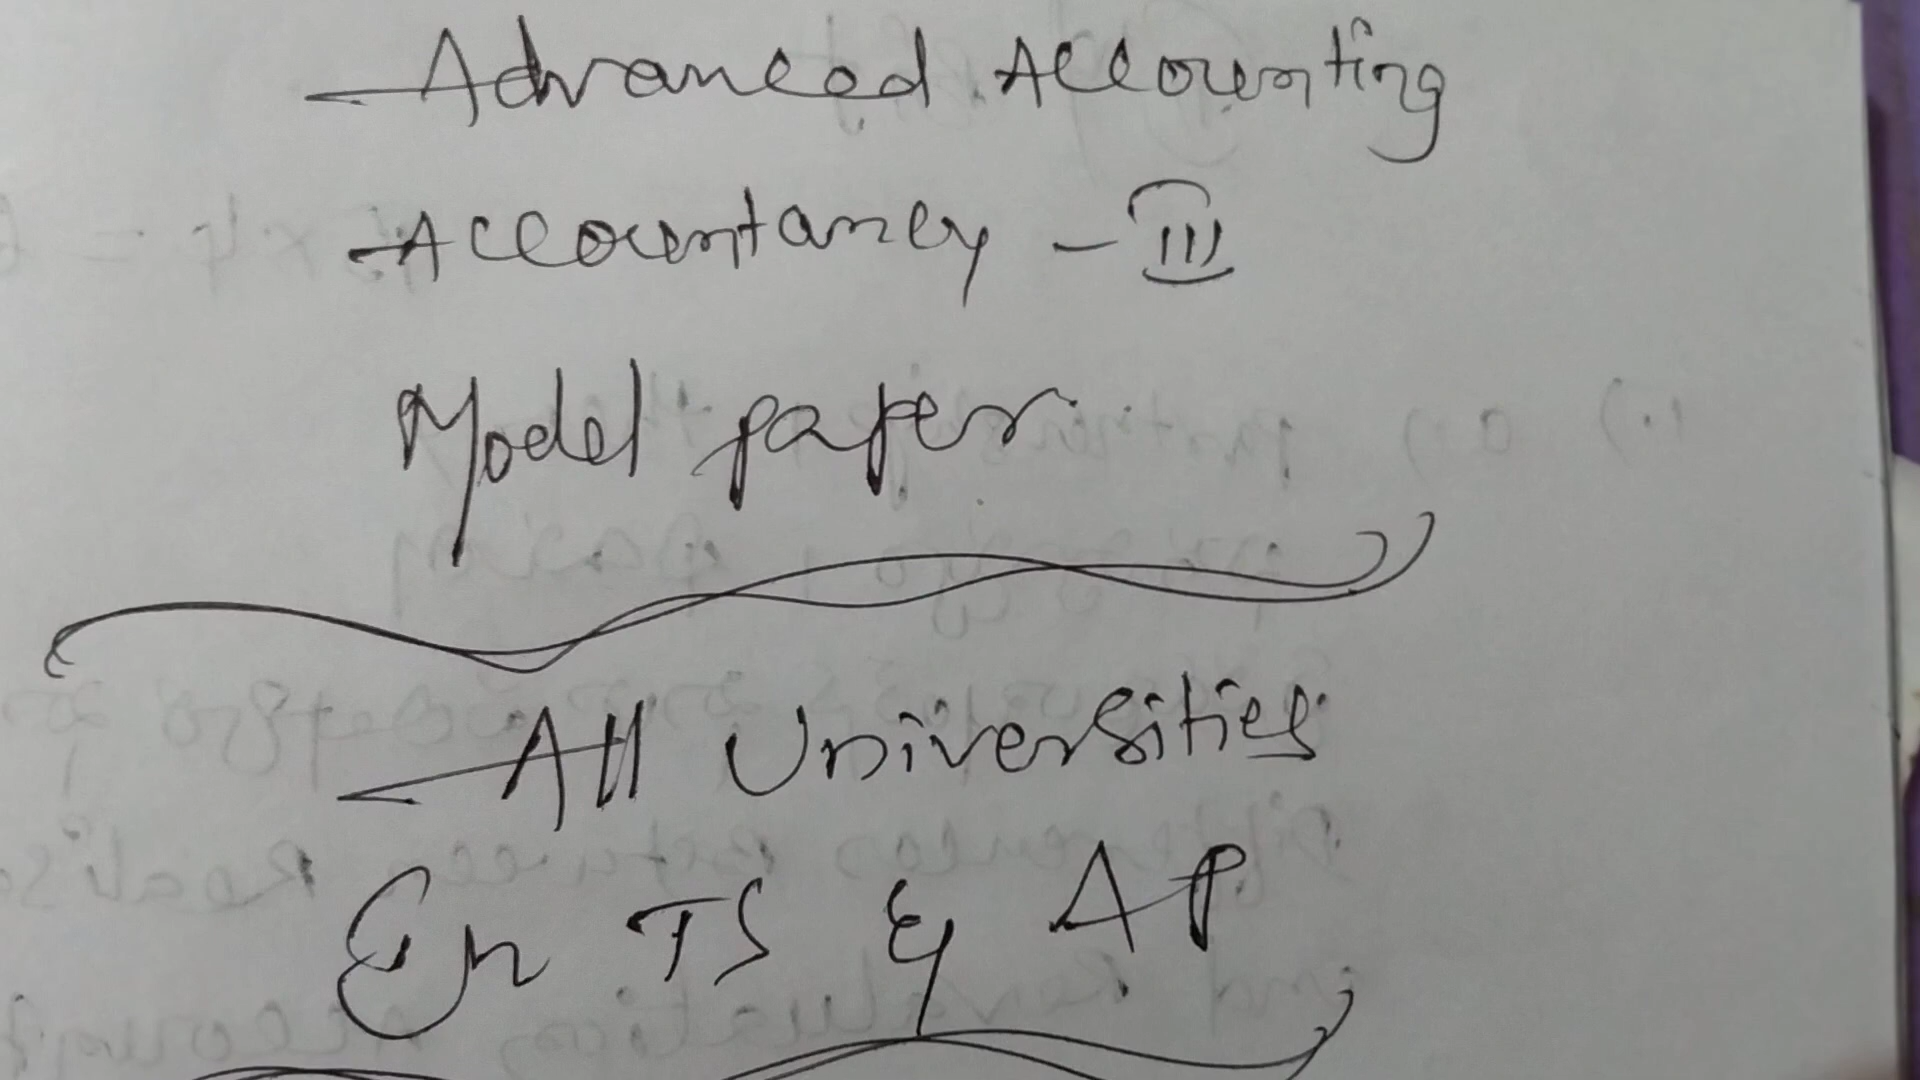 Advanced Accounting
Accountancy - III
Model paper
All Universities
In TS & AP